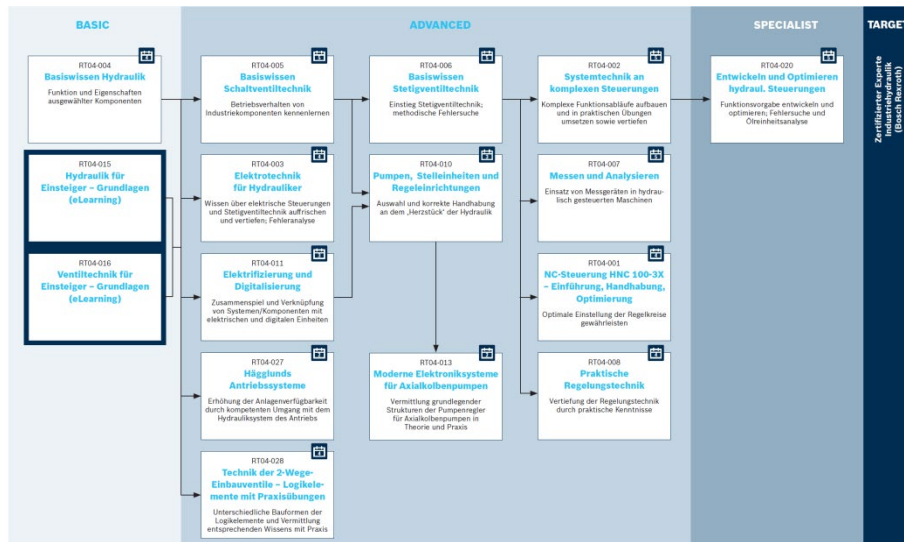 BASIC
ADVANCED
SPECIALIST
TARGET
RT04-004
Basiswissen Hydraulik
Funktion und Eigenschaften
ausgewählter Komponenten
RT04-015
Hydraulik für
Einsteiger – Grundlagen
(eLearning)
RT04-016
Ventiltechnik für
Einsteiger – Grundlagen
(eLearning)
RT04-005
Basiswissen
Schaltventiltechnik
Betriebsverhalten von
Industriekomponenten kennenlernen
RT04-003
Elektrotechnik
für Hydrauliker
Wissen über elektrische Steuerungen
und Stetigventiltechnik auffrischen
und vertiefen; Fehleranalyse
RT04-011
Elektrifizierung und
Digitalisierung
Zusammenspiel und Verknüpfung
von Systemen/Komponenten mit
elektrischen und digitalen Einheiten
RT04-027
Hägglunds
Antriebssysteme
Erhöhung der Anlagenverfügbarkeit
durch kompetenten Umgang mit dem
Hydrauliksystem des Antriebs
RT04-028
Technik der 2-Wege-
Einbauventile – Logikele-
mente mit Praxisübungen
Unterschiedliche Bauformen der
Logikelemente und Vermittlung
entsprechenden Wissens mit Praxis
RT04-006
Basiswissen
Stetigventiltechnik
Einstieg Stetigventiltechnik;
methodische Fehlersuche
RT04-010
Pumpen, Stelleinheiten und
Regeleinrichtungen
Auswahl und korrekte Handhabung
an dem ‚Herzstück‘ der Hydraulik
RT04-013
Moderne Elektroniksysteme
für Axialkolbenpumpen
Vermittlung grundlegender
Strukturen der Pumpenregler
für Axialkolbenpumpen in
Theorie und Praxis
RT04-002
Systemtechnik an
komplexen Steuerungen
Komplexe Funktionsabläufe aufbauen
und in praktischen Übungen
umsetzen sowie vertiefen
RT04-007
Messen und Analysieren
Einsatz von Messgeräten in hydrau-
lisch gesteuerten Maschinen
RT04-001
NC-Steuerung HNC 100-3X
– Einführung, Handhabung,
Optimierung
Optimale Einstellung der Regelkreise
gewährleisten
RT04-008
Praktische
Regelungstechnik
Vertiefung der Regelungstechnik
durch praktische Kenntnisse
RT04-020
Entwickeln und Optimieren
hydraul. Steuerungen
Funktionsvorgabe entwickeln und
optimieren; Fehlersuche und
Ölreinheitsanalyse
Zertifizierter Experte
Industriehydraulik
(Bosch Rexroth)